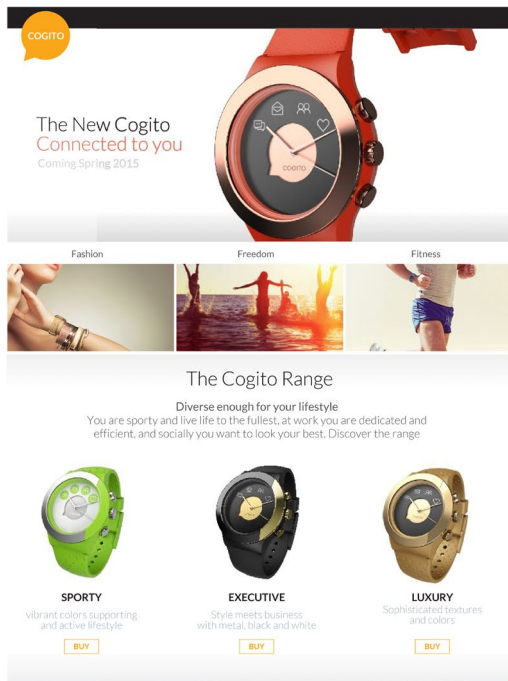 COGITO
The New Cogito
Connected to you
Coming Spring 2015
COGITO
Fashion
Freedom
Fitness
The Cogito Range
Diverse enough for your lifestyle
You are sporty and live life to the fullest, at work you are dedicated and
efficient, and socially you want to look your best. Discover the range
SPORTY
vibrant colors supporting
and active lifestyle
BUY
EXECUTIVE
Style meets business
with metal, black and white
BUY
LUXURY
Sophisticated textures
and colors
BUY